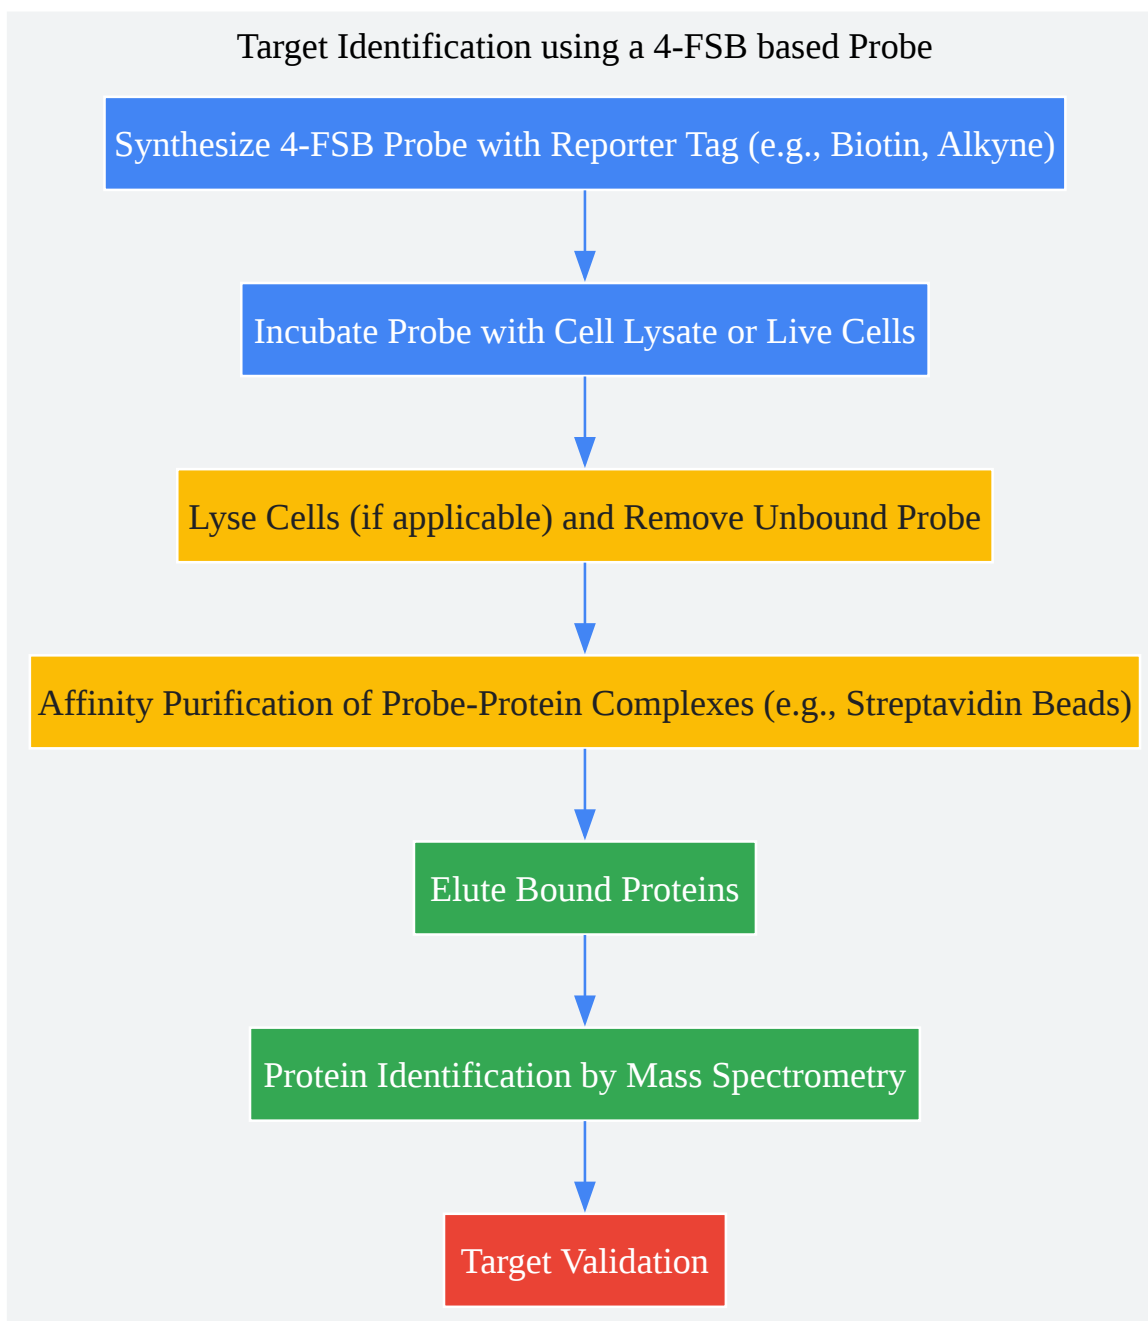 Target Identification using a 4-FSB based Probe
Synthesize 4-FSB Probe with Reporter Tag (e.g., Biotin, Alkyne)
Incubate Probe with Cell Lysate or Live Cells
Lyse Cells (if applicable) and Remove Unbound Probe
Affinity Purification of Probe-Protein Complexes (e.g., Streptavidin Beads)
Elute Bound Proteins
Protein Identification by Mass Spectrometry
Target Validation